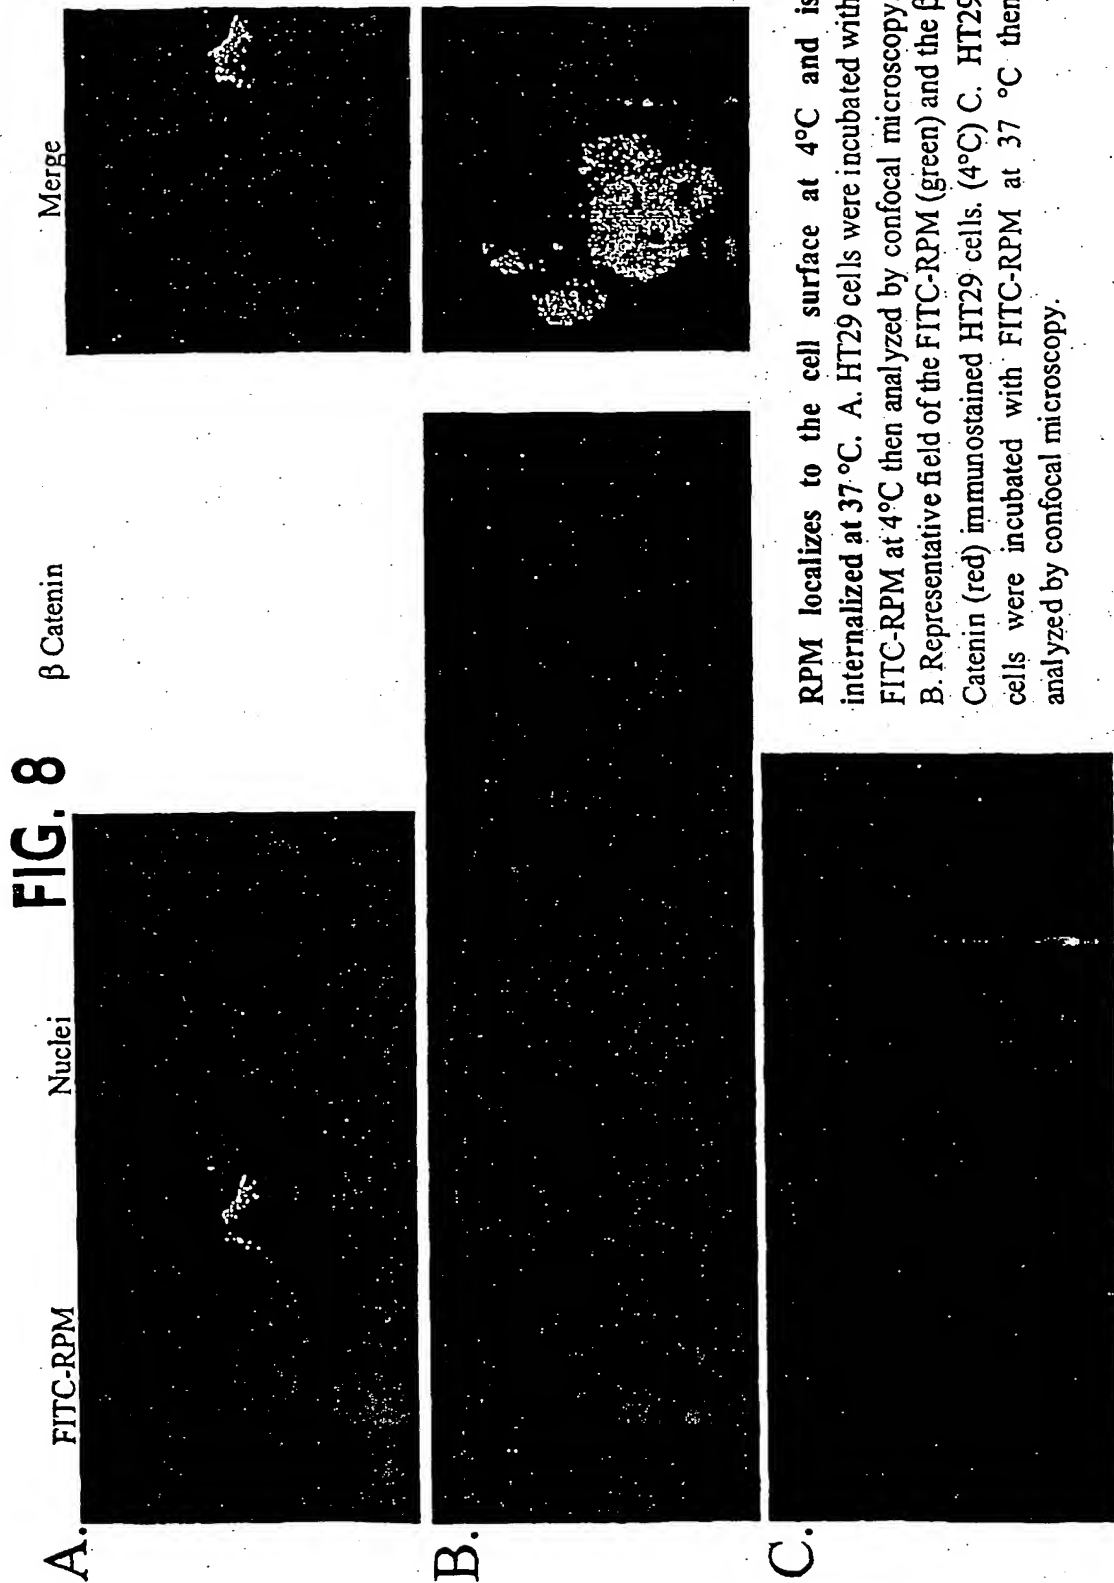 FIG. 8
FITC-RPM Nuclei β Catenin Merge
A.
B.
C.
RPM localizes to the cell surface at 4°C and is
internalized at 37 °C. A. HT29 cells were incubated with
FITC-RPM at 4°C then analyzed by confocal microscopy.
B. Representative field of the FITC-RPM (green) and the β
Catenin (red) immunostained HT29 cells. (4°C) C. HT29
cells were incubated with FITC-RPM at 37 °C then
analyzed by confocal microscopy.